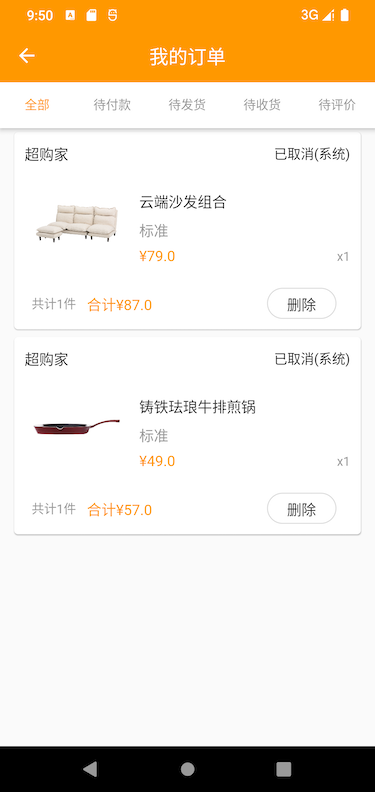 9:50
3G
我的订单
全部 待付款 待发货 待收货 待评价
超购家 已取消(系统)
云端沙发组合
标准
¥79.0 x1
共计1件 合计¥87.0 删除
超购家 已取消(系统)
铸铁珐琅牛排煎锅
标准
¥49.0 x1
共计1件 合计¥57.0 删除